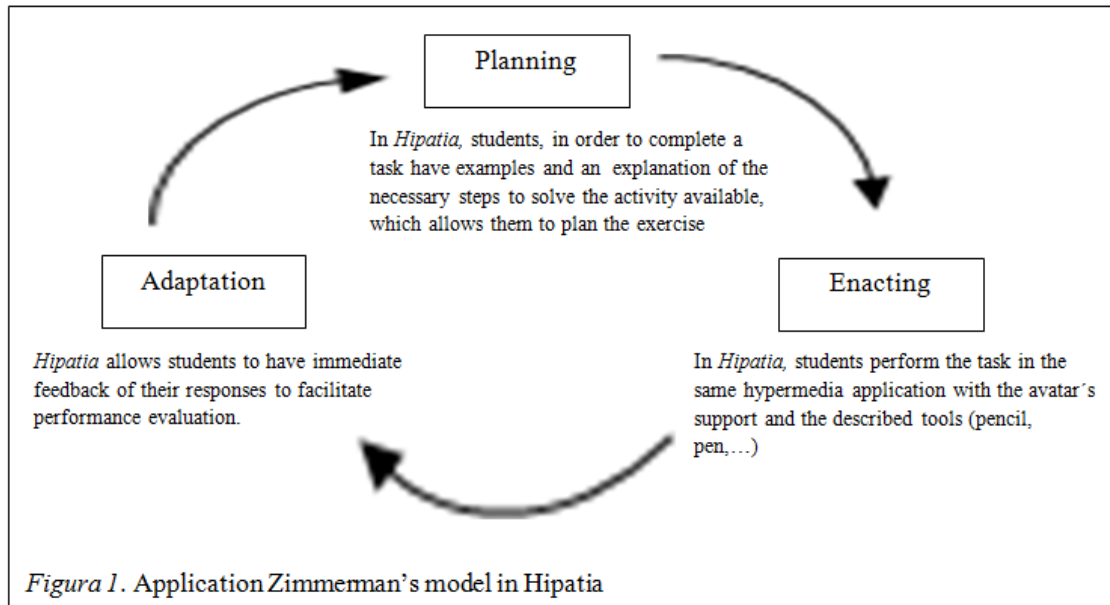 Planning
In Hipatia, students, in order to complete a
task have examples and an explanation of the
necessary steps to solve the activity available,
which allows them to plan the exercise
Adaptation
Hipatia allows students to have immediate
feedback of their responses to facilitate
performance evaluation.
Enacting
In Hipatia, students perform the task in the
same hypermedia application with the avatar´s
support and the described tools (pencil,
pen,…)
Figura 1. Application Zimmerman’s model in Hipatia